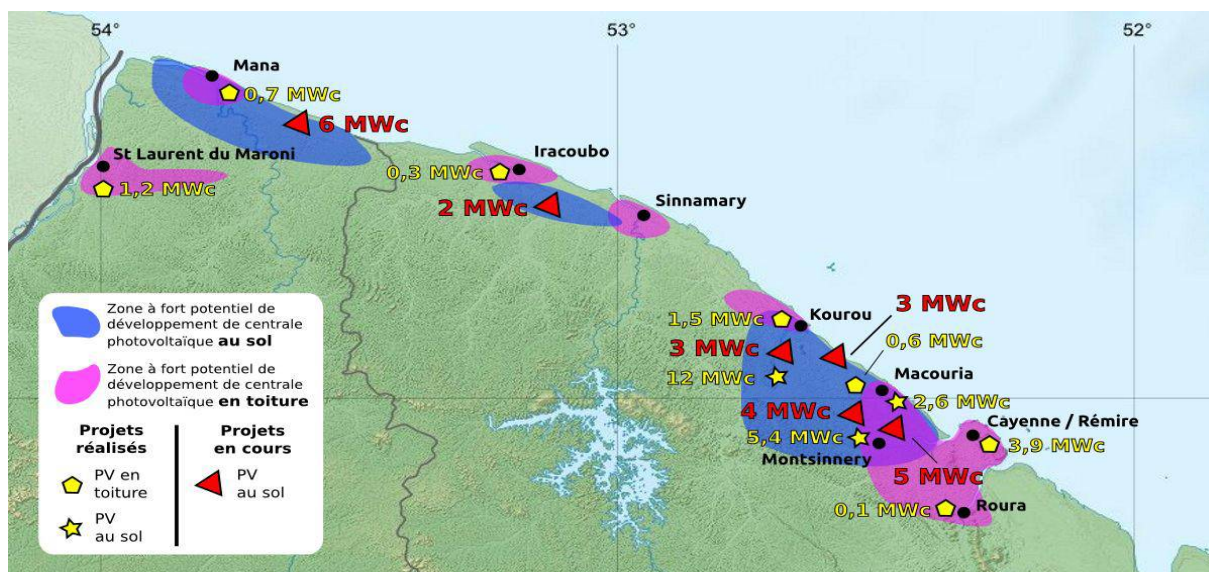 54°
53°
52°
Mana
0,7 MWc
6 MWc
St Laurent du Maroni
1,2 MWc
Iracoubo
0,3 MWc
2 MWc
Sinnamary
3 MWc
1,5 MWc
Kourou
0,6 MWc
3 MWc
12 MWc
Macouria
2,6 MWc
4 MWc
Cayenne / Rémire
5,4 MWc
3,9 MWc
Montsinnery
5 MWc
0,1 MWc
Roura
Zone à fort potentiel de
développement de centrale
photovoltaïque au sol
Zone à fort potentiel de
développement de centrale
photovoltaïque en toiture
Projets
réalisés
PV en
toiture
PV
au sol
Projets
en cours
PV
au sol